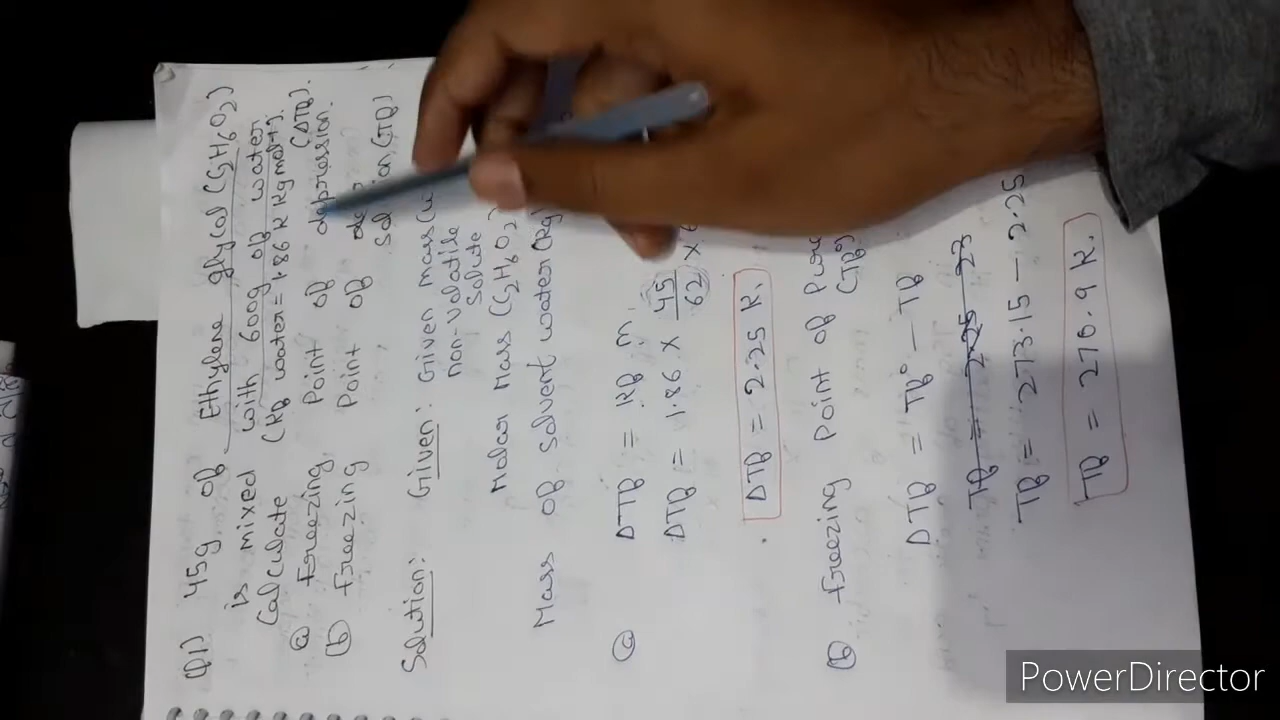 Q1) 45g of Ethylene glycol (C2H6O2)
is mixed with 600g of water
Calculate (Kf water = 1.86 K Kg mol-1).
(a) freezing point of depression. (ΔTf)
(b) freezing point of solution (Tf)
Solution: Given: Given mass
non-volatile
solute
Molar Mass (C2H6O2)
Mass of solvent water (Kg)
(a) ΔTf = Kf m.
ΔTf = 1.86 × 45/62 ×
ΔTf = 2.25 K.
(b) freezing point of Pure
(Tf°)
ΔTf = Tf° - Tf
Tf = 273.15 - 2.25
Tf = 270.9 K.
PowerDirector